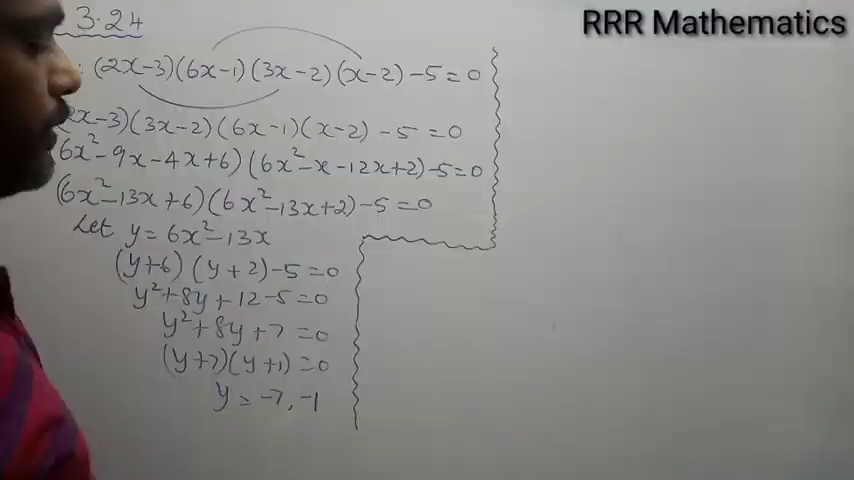 RRR Mathematics
3.24
(2x-3)(6x-1)(3x-2)(x-2)-5=0
2x-3)(3x-2)(6x-1)(x-2)-5=0
6x²-9x-4x+6)(6x²-x-12x+2)-5=0
(6x²-13x+6)(6x²-13x+2)-5=0
Let y=6x²-13x
(y+6)(y+2)-5=0
y²+8y+12-5=0
y²+8y+7=0
(y+7)(y+1)=0
y=-7,-1